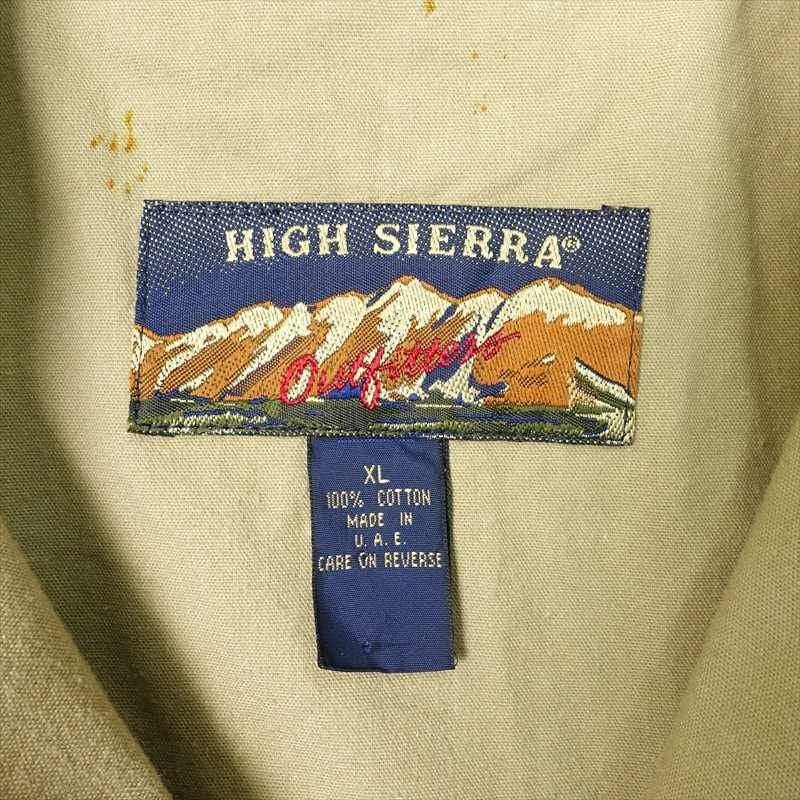 HIGH SIERRA®
Outfitters
XL
100% COTTON
MADE IN
U. A. E.
CARE ON REVERSE